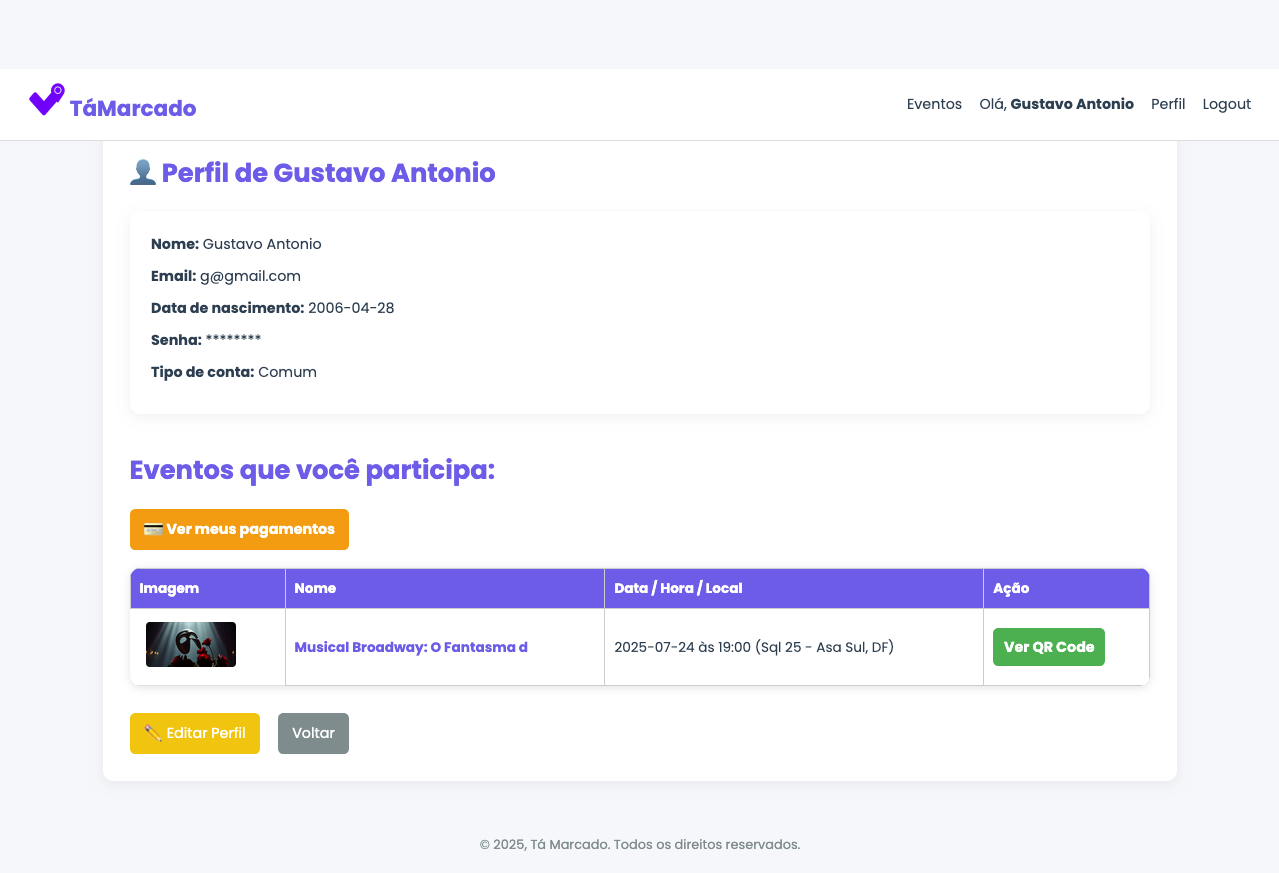 TáMarcado
Eventos Olá, Gustavo Antonio Perfil Logout
Perfil de Gustavo Antonio
Nome: Gustavo Antonio
Email: g@gmail.com
Data de nascimento: 2006-04-28
Senha: ********
Tipo de conta: Comum
Eventos que você participa:
Ver meus pagamentos
Imagem Nome Data / Hora / Local Ação
Musical Broadway: O Fantasma d 2025-07-24 às 19:00 (Sql 25 - Asa Sul, DF) Ver QR Code
Editar Perfil Voltar
© 2025, Tá Marcado. Todos os direitos reservados.